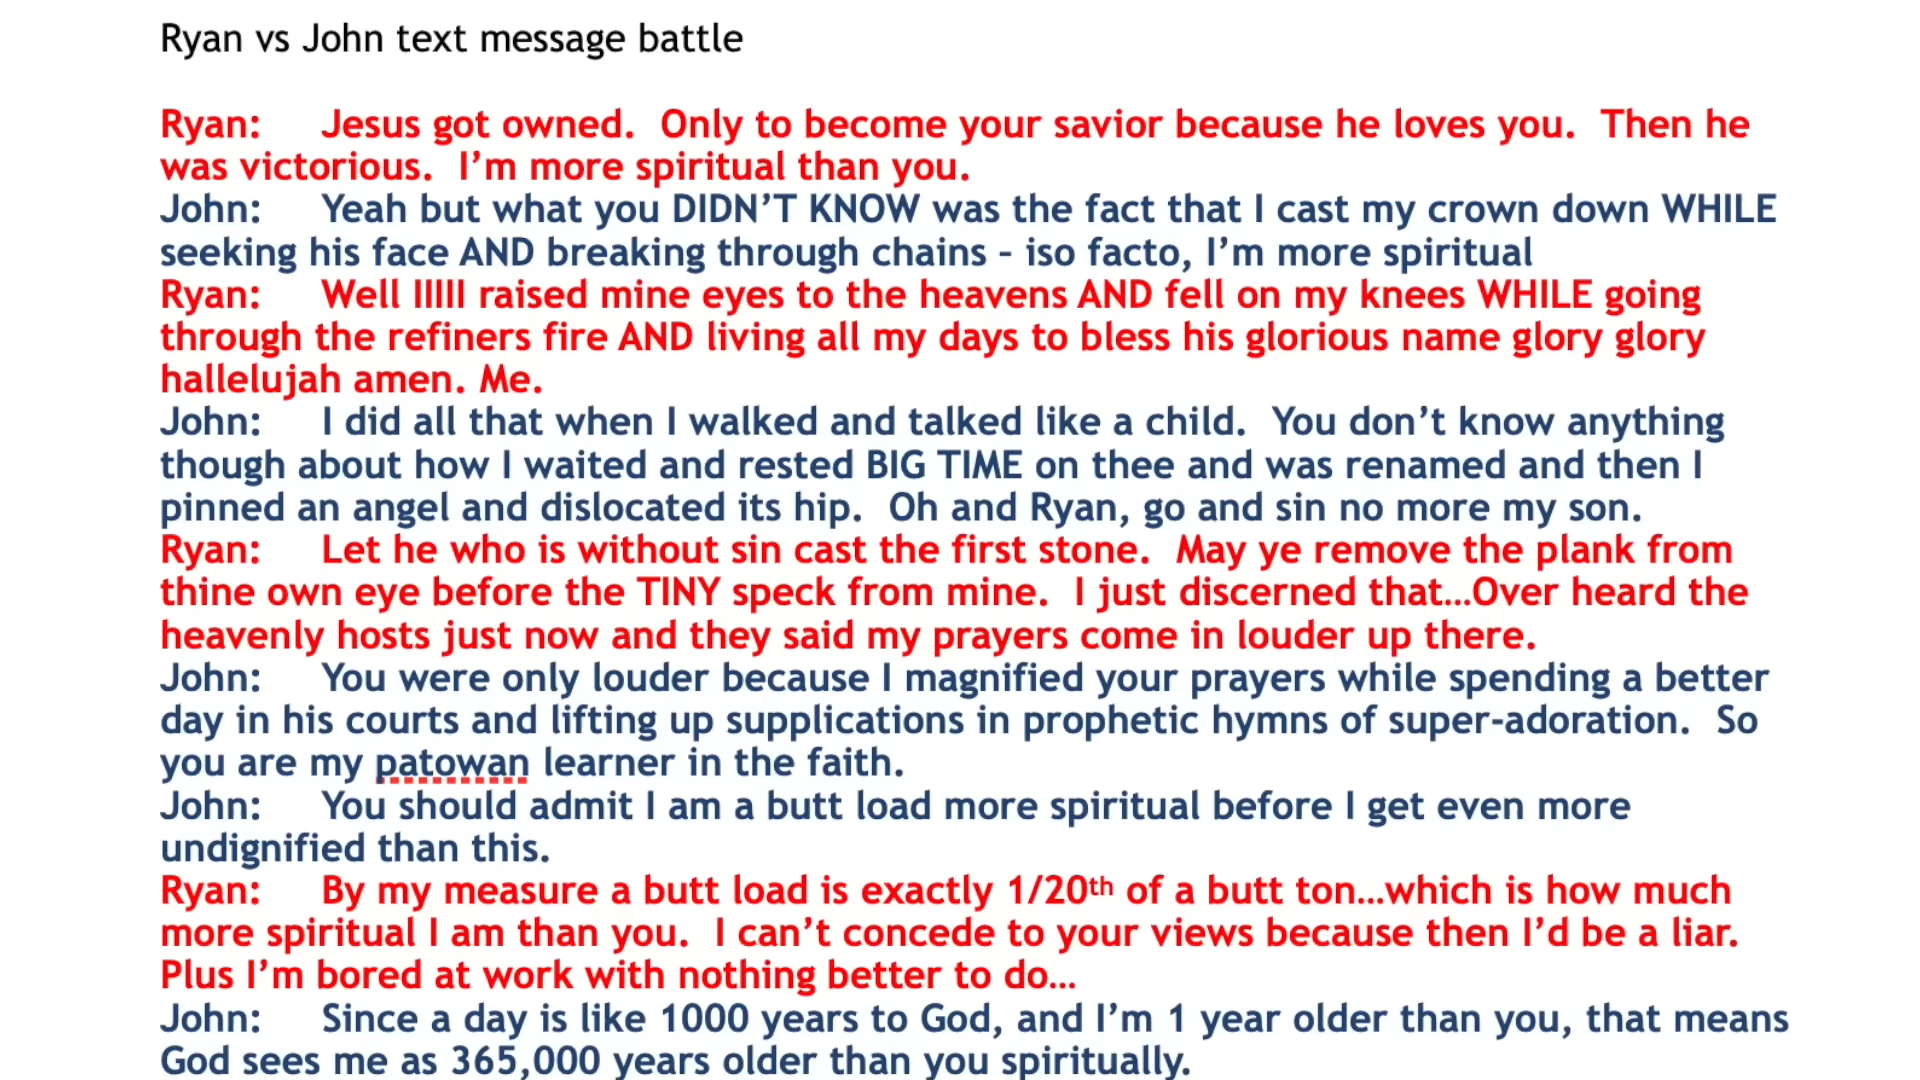 Ryan vs John text message battle
Ryan: Jesus got owned. Only to become your savior because he loves you. Then he
was victorious. I’m more spiritual than you.
John: Yeah but what you DIDN’T KNOW was the fact that I cast my crown down WHILE
seeking his face AND breaking through chains – iso facto, I’m more spiritual
Ryan: Well IIIII raised mine eyes to the heavens AND fell on my knees WHILE going
through the refiners fire AND living all my days to bless his glorious name glory glory
hallelujah amen. Me.
John: I did all that when I walked and talked like a child. You don’t know anything
though about how I waited and rested BIG TIME on thee and was renamed and then I
pinned an angel and dislocated its hip. Oh and Ryan, go and sin no more my son.
Ryan: Let he who is without sin cast the first stone. May ye remove the plank from
thine own eye before the TINY speck from mine. I just discerned that…Over heard the
heavenly hosts just now and they said my prayers come in louder up there.
John: You were only louder because I magnified your prayers while spending a better
day in his courts and lifting up supplications in prophetic hymns of super-adoration. So
you are my patowan learner in the faith.
John: You should admit I am a butt load more spiritual before I get even more
undignified than this.
Ryan: By my measure a butt load is exactly 1/20th of a butt ton…which is how much
more spiritual I am than you. I can’t concede to your views because then I’d be a liar.
Plus I’m bored at work with nothing better to do…
John: Since a day is like 1000 years to God, and I’m 1 year older than you, that means
God sees me as 365,000 years older than you spiritually.